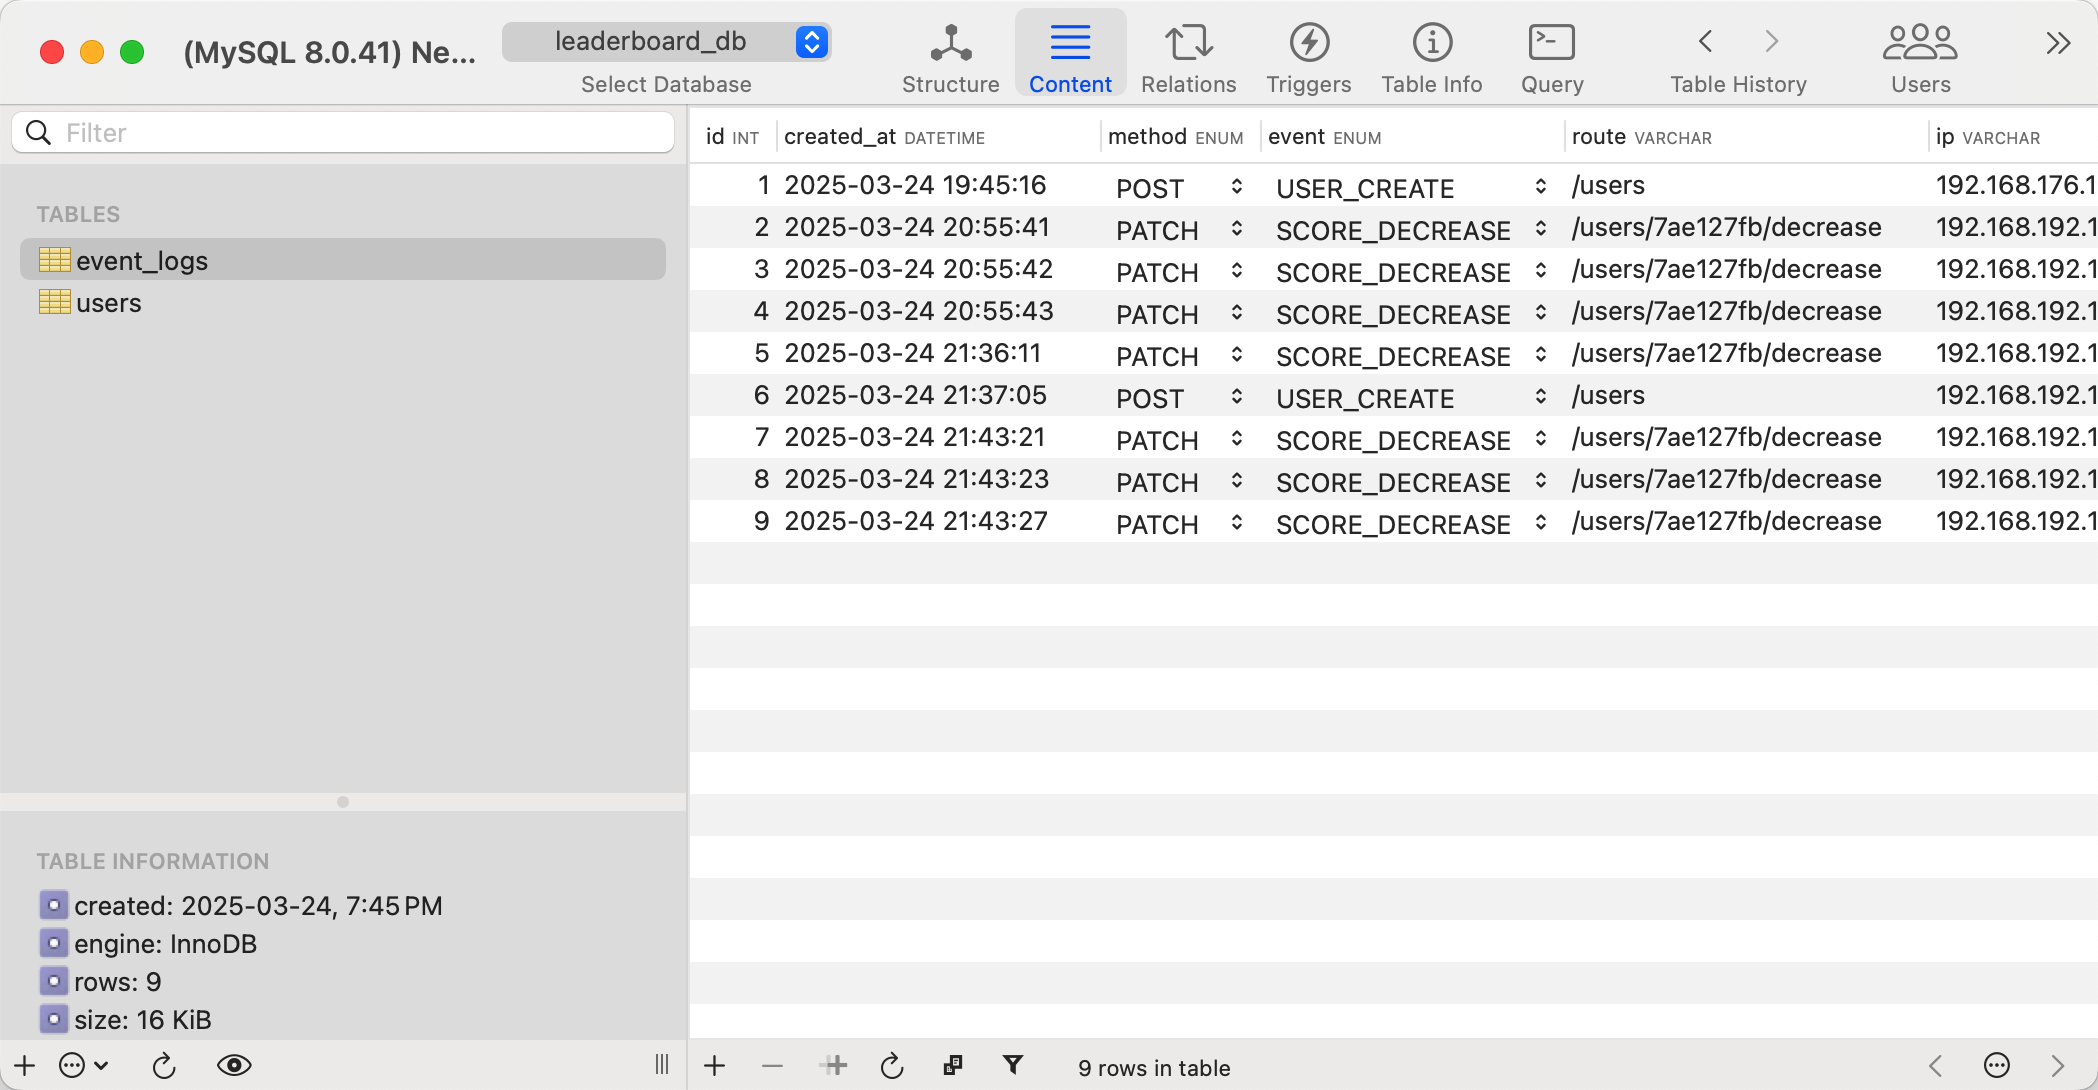 (MySQL 8.0.41) Ne...
leaderboard_db
Select Database
Structure
Content
Relations
Triggers
Table Info
Query
Table History
Users
Filter
TABLES
event_logs
users
id INT created_at DATETIME method ENUM event ENUM route VARCHAR ip VARCHAR
1 2025-03-24 19:45:16 POST USER_CREATE /users 192.168.176.1
2 2025-03-24 20:55:41 PATCH SCORE_DECREASE /users/7ae127fb/decrease 192.168.192.1
3 2025-03-24 20:55:42 PATCH SCORE_DECREASE /users/7ae127fb/decrease 192.168.192.1
4 2025-03-24 20:55:43 PATCH SCORE_DECREASE /users/7ae127fb/decrease 192.168.192.1
5 2025-03-24 21:36:11 PATCH SCORE_DECREASE /users/7ae127fb/decrease 192.168.192.1
6 2025-03-24 21:37:05 POST USER_CREATE /users 192.168.192.1
7 2025-03-24 21:43:21 PATCH SCORE_DECREASE /users/7ae127fb/decrease 192.168.192.1
8 2025-03-24 21:43:23 PATCH SCORE_DECREASE /users/7ae127fb/decrease 192.168.192.1
9 2025-03-24 21:43:27 PATCH SCORE_DECREASE /users/7ae127fb/decrease 192.168.192.1
TABLE INFORMATION
created: 2025-03-24, 7:45 PM
engine: InnoDB
rows: 9
size: 16 KiB
9 rows in table